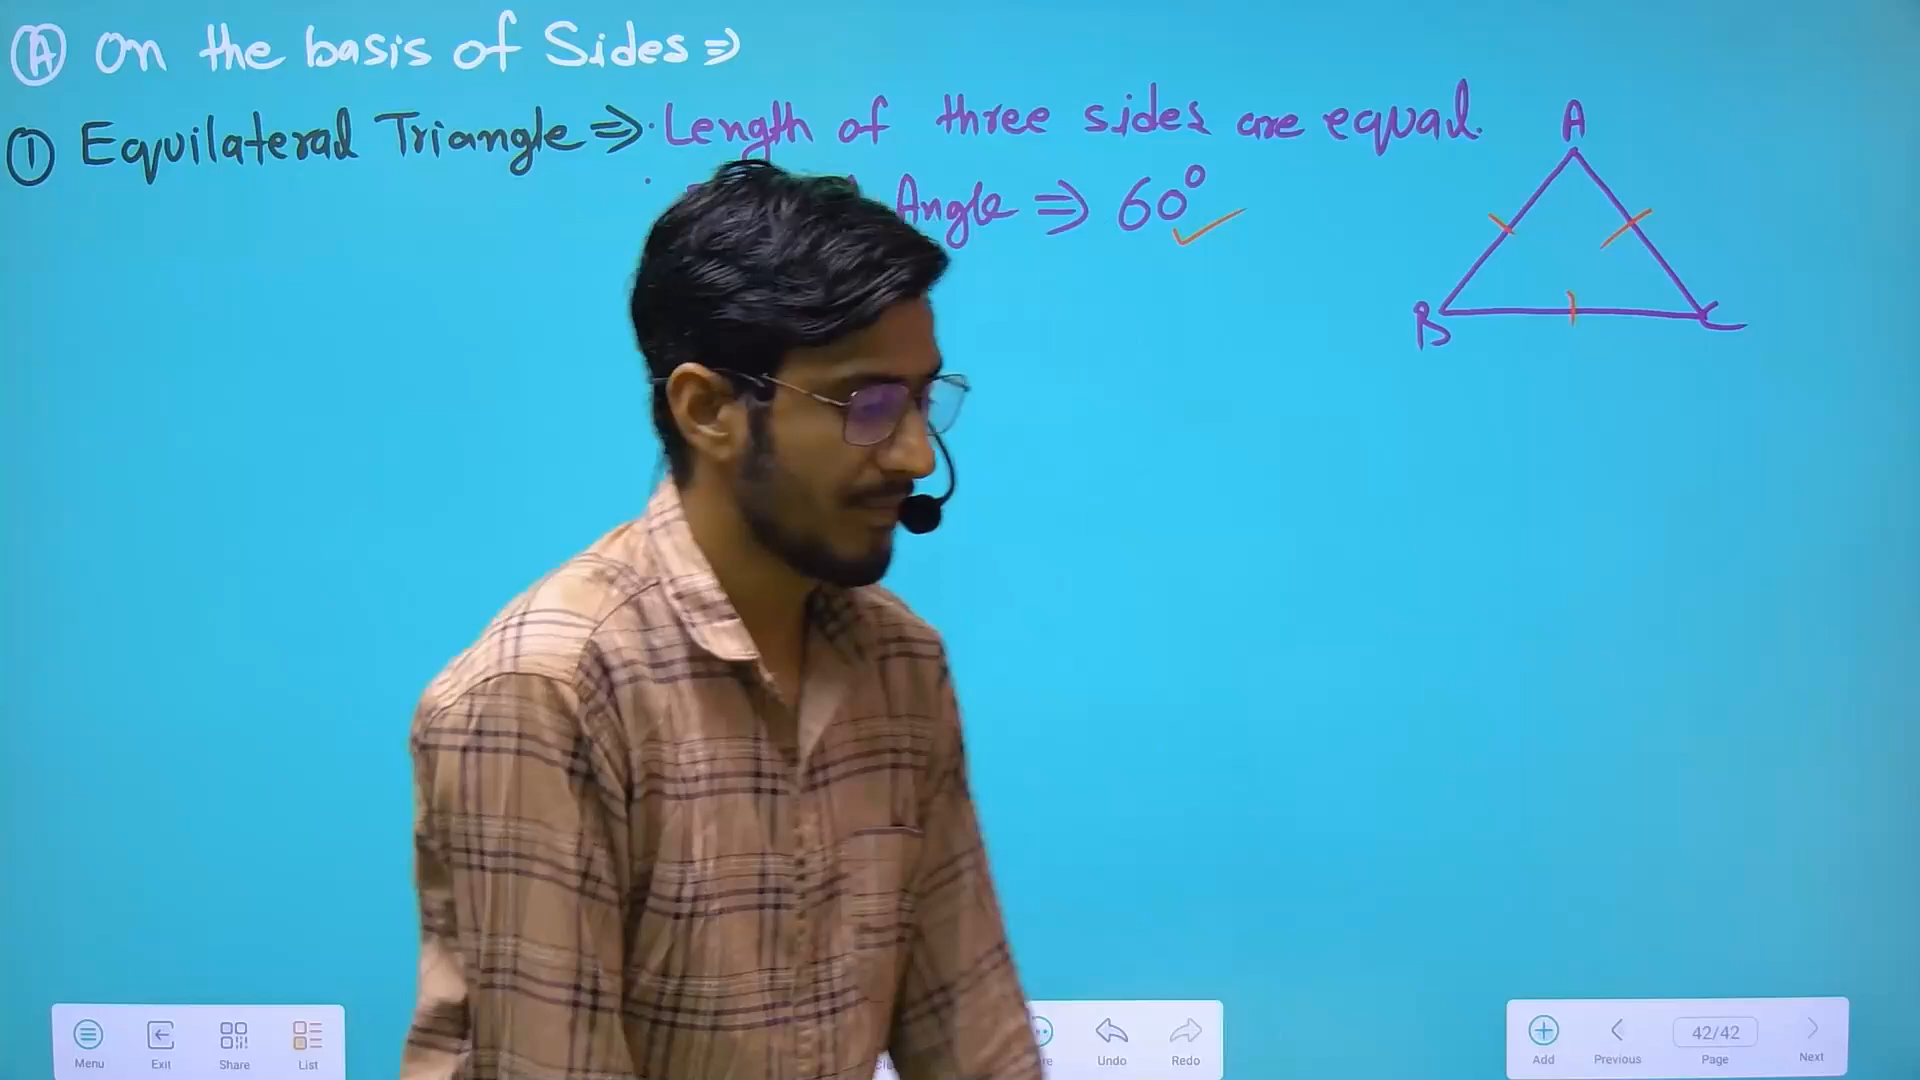 Ⓐ On the basis of Sides ⇒
① Equilateral Triangle ⇒ · Length of three sides are equal.
· Angle ⇒ 60°
A
B
C
Menu
Exit
Share
List
re
Undo
Redo
Add
Previous
42/42
Page
Next